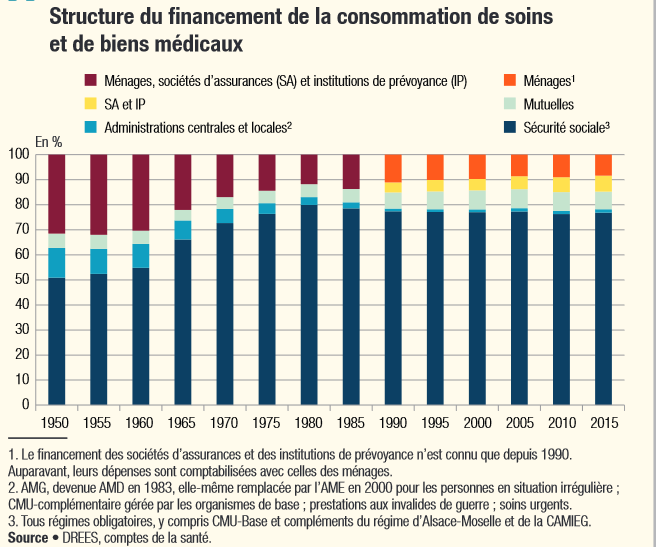 Structure du financement de la consommation de soins
et de biens médicaux
Ménages, sociétés d'assurances (SA) et institutions de prévoyance (IP)
Ménages¹
SA et IP
Mutuelles
Administrations centrales et locales²
Sécurité sociale³
En %
100
90
80
70
60
50
40
30
20
10
0
1950 1955 1960 1965 1970 1975 1980 1985 1990 1995 2000 2005 2010 2015
1. Le financement des sociétés d'assurances et des institutions de prévoyance n'est connu que depuis 1990.
Auparavant, leurs dépenses sont comptabilisées avec celles des ménages.
2. AMG, devenue AMD en 1983, elle-même remplacée par l'AME en 2000 pour les personnes en situation irrégulière ;
CMU-complémentaire gérée par les organismes de base ; prestations aux invalides de guerre ; soins urgents.
3. Tous régimes obligatoires, y compris CMU-Base et compléments du régime d'Alsace-Moselle et de la CAMIEG.
Source • DREES, comptes de la santé.